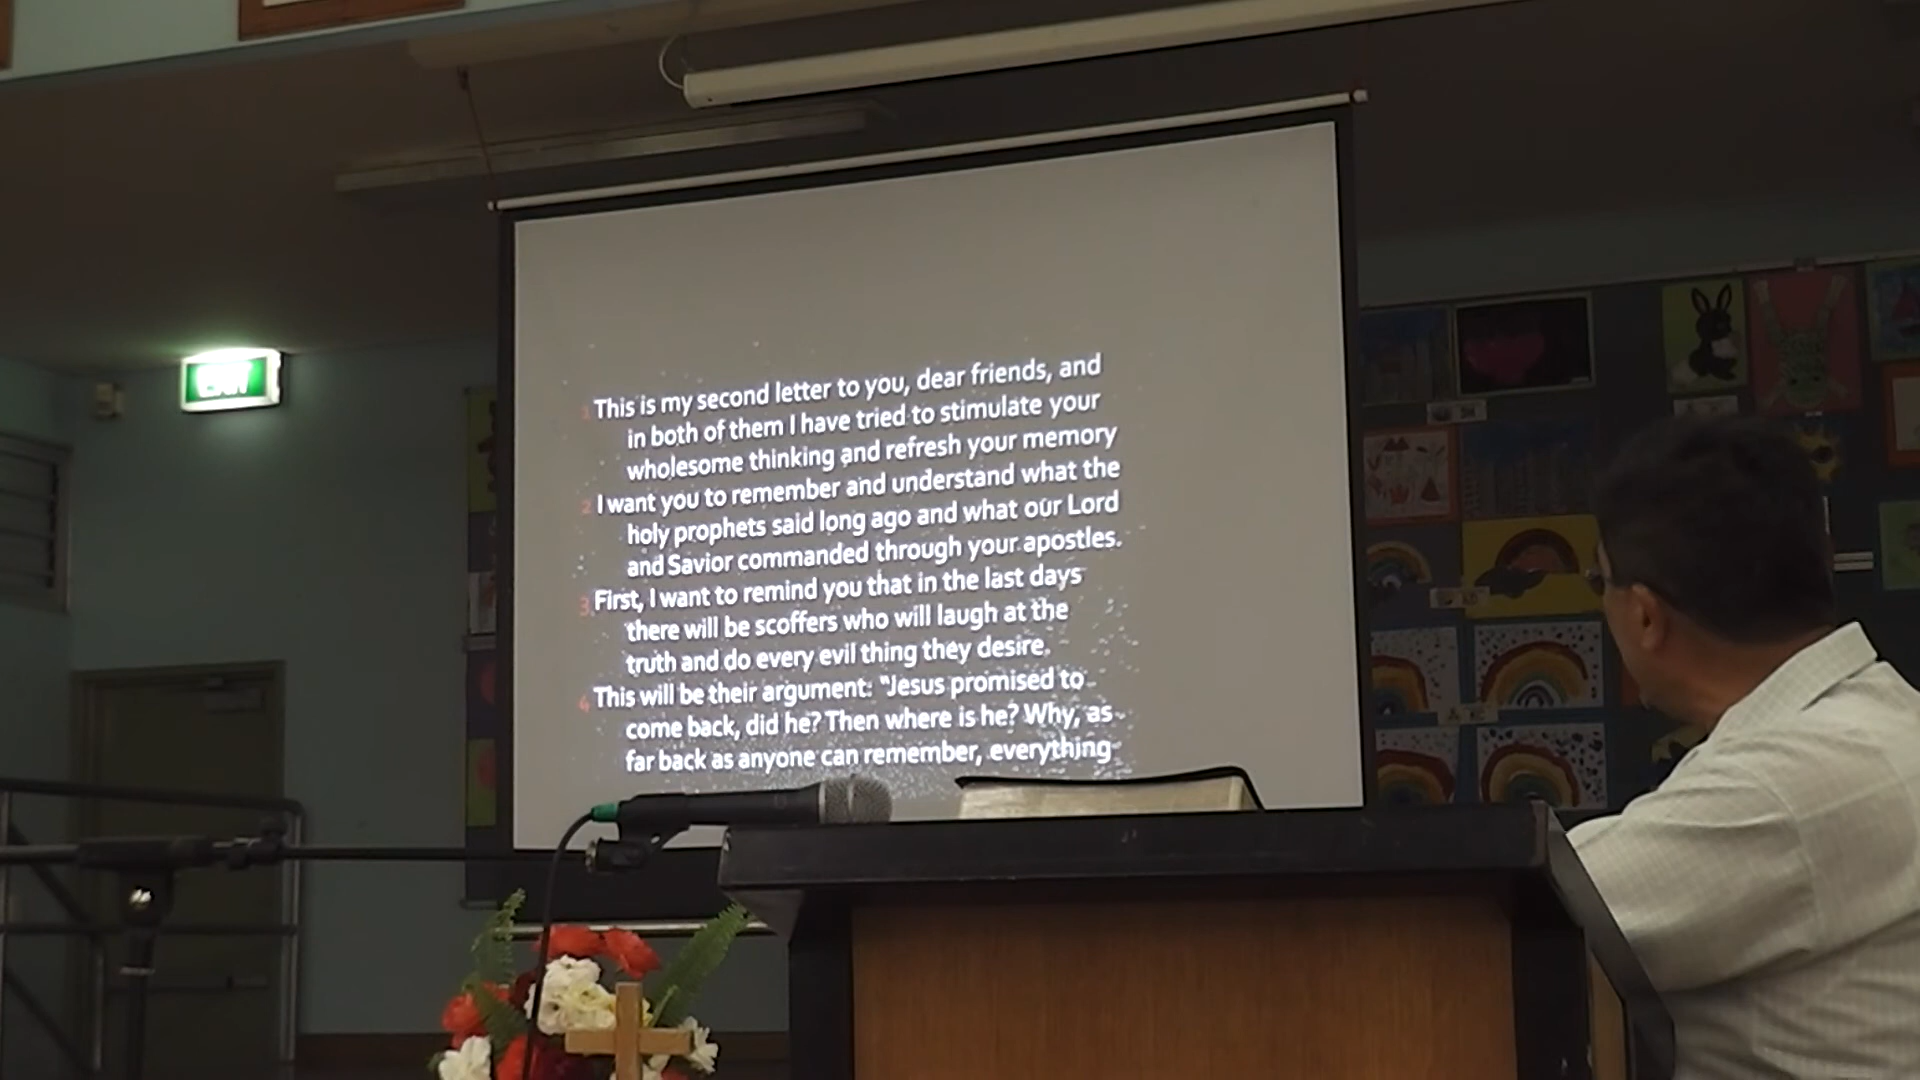 EXIT
1 This is my second letter to you, dear friends, and
in both of them I have tried to stimulate your
wholesome thinking and refresh your memory
2 I want you to remember and understand what the
holy prophets said long ago and what our Lord
and Savior commanded through your apostles.
3 First, I want to remind you that in the last days
there will be scoffers who will laugh at the
truth and do every evil thing they desire.
4 This will be their argument: "Jesus promised to
come back, did he? Then where is he? Why, as
far back as anyone can remember, everything